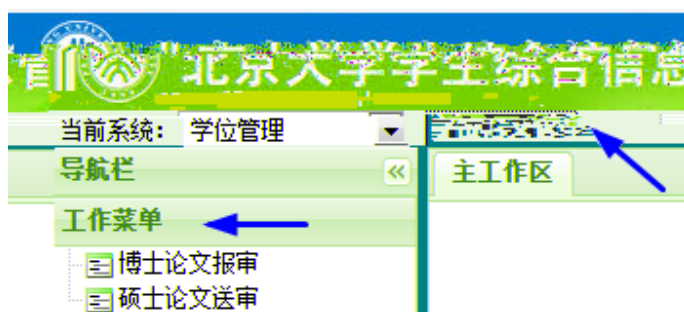 北京大学学生综合信息
当前系统： 学位管理
导航栏
主工作区
工作菜单
博士论文报审
硕士论文送审